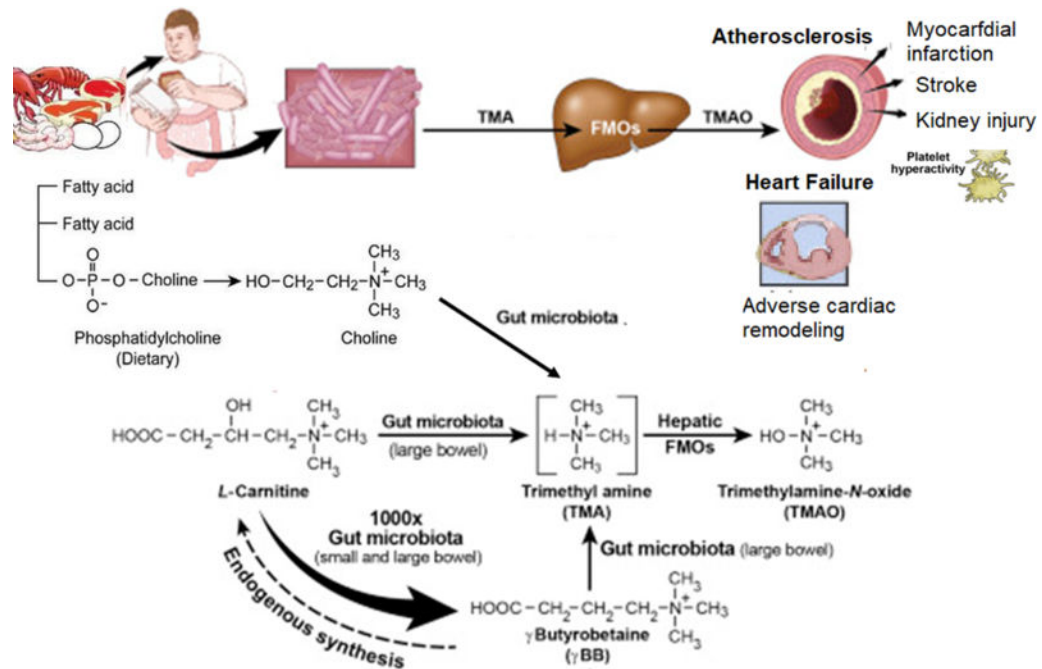 Atherosclerosis
Myocarfdial
infarction
Stroke
Kidney injury
TMA
FMOs
TMAO
Platelet
hyperactivity
Heart Failure
Adverse cardiac
remodeling
Fatty acid
Fatty acid
O
O-P-O-Choline
O-
HO-CH2-CH2-N+-CH3
CH3
CH3
Phosphatidylcholine
(Dietary)
Choline
Gut microbiota .
OH
CH3
HOOC-CH2-CH-CH2-N+-CH3
CH3
L-Carnitine
Gut microbiota
(large bowel)
CH3
H-N+-CH3
CH3
Trimethyl amine
(TMA)
Hepatic
FMOs
CH3
HO-N+-CH3
CH3
Trimethylamine-N-oxide
(TMAO)
1000x
Gut microbiota
(small and large bowel)
Endogenous synthesis
Gut microbiota (large bowel)
CH3
HOOC-CH2-CH2-CH2-N+-CH3
CH3
γButyrobetaine
(γBB)